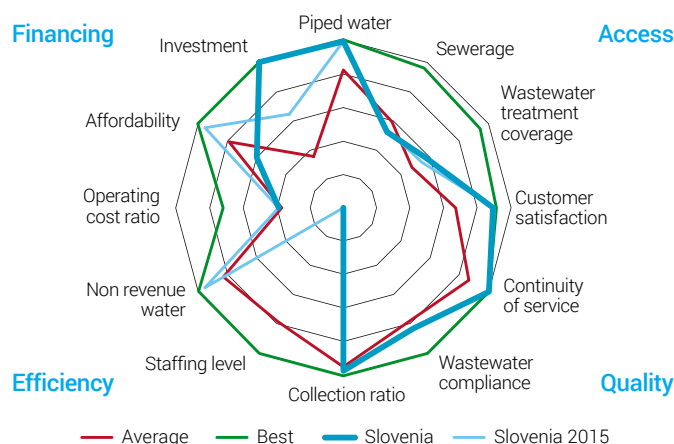 Financing
Piped water
Access
Investment
Sewerage
Wastewater
treatment
coverage
Affordability
Operating
cost ratio
Customer
satisfaction
Non revenue
water
Continuity
of service
Staffing level
Wastewater
compliance
Efficiency
Collection ratio
Quality
Average
Best
Slovenia
Slovenia 2015